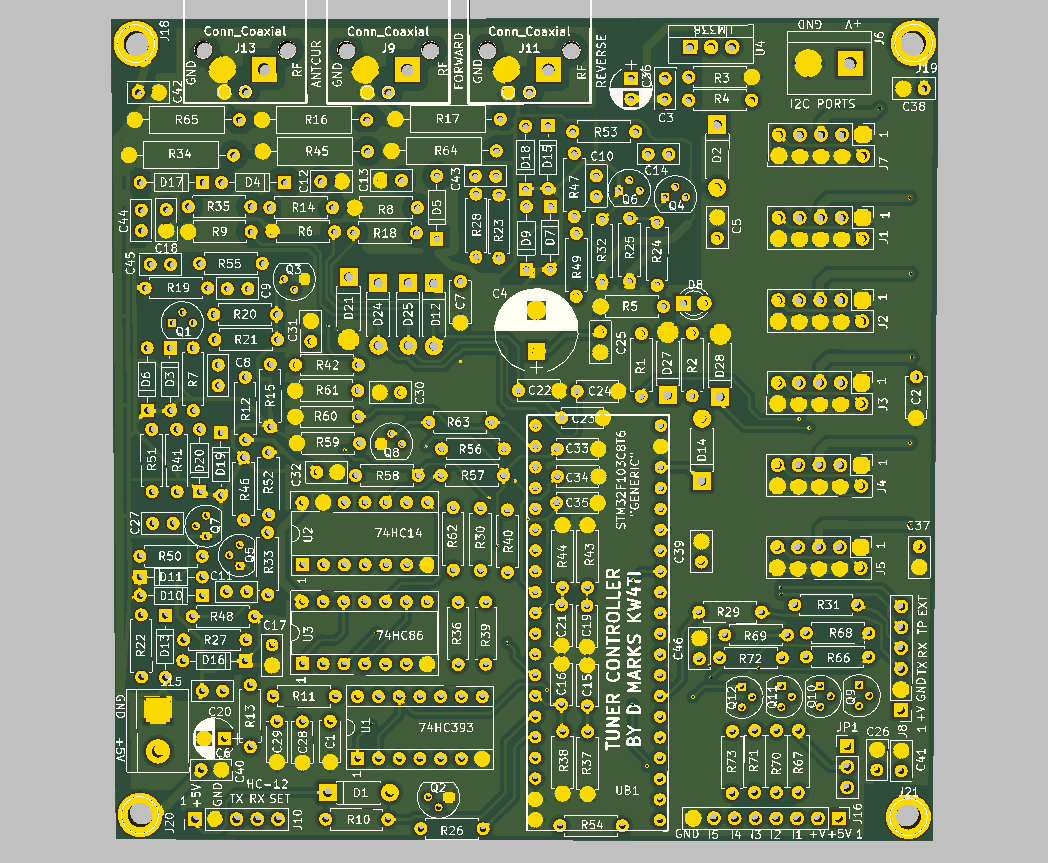 J18
Conn_Coaxial
J13
GND
RF
ANTCUR
Conn_Coaxial
J9
GND
RF
FORWARD
Conn_Coaxial
J11
GND
RF
REVERSE
C36
C3
U4
R3
R4
GND
+V
J6
I2C PORTS
J19
C38
C42
R65
R16
R17
R34
R45
R64
D17
D4
C12
C13
C43
D18
D15
R53
C10
C14
R47
Q6
Q4
D2
J7
1
C44
C18
R35
R14
R8
R9
R6
R18
D5
R28
R23
D9
D7
R49
R32
R25
R24
C5
J1
1
C45
R55
Q3
R19
C9
D21
D24
D25
D12
C7
C4
R5
D8
J2
1
Q1
R20
R21
C31
C25
R1
D27
R2
D28
D6
D3
R7
C8
R12
R15
R42
R61
R60
R59
C30
C22
C24
C23
J3
1
C2
R51
R41
D20
D19
R46
R52
Q8
R63
R56
R58
R57
C32
C33
C34
C35
STM32F103C8T6
"GENERIC"
D14
J4
1
C27
Q7
U2
74HC14
1
R62
R30
R40
R44
R43
C39
J5
1
C37
R50
Q5
R33
D11
D10
C11
R48
R22
D13
R27
D16
C17
U3
74HC86
1
R36
R39
C21
C19
C16
C15
TUNER CONTROLLER
BY D MARKS KW4TI
R29
R31
R69
R68
C46
R72
R66
Q12
Q11
Q10
Q9
1 +V GND TX RX TP EXT
J8
J15
GND
+5V
C20
C6
R13
R11
C29
C28
C1
U1
74HC393
1
R38
R37
UB1
R73
R71
R70
R67
JP1
C26
C41
C40
HC-12
1
+5V
GND
TX RX SET
J20
J10
D1
R10
Q2
R26
R54
GND I5 I4 I3 I2 I1 +V +5V 1
J16
J21